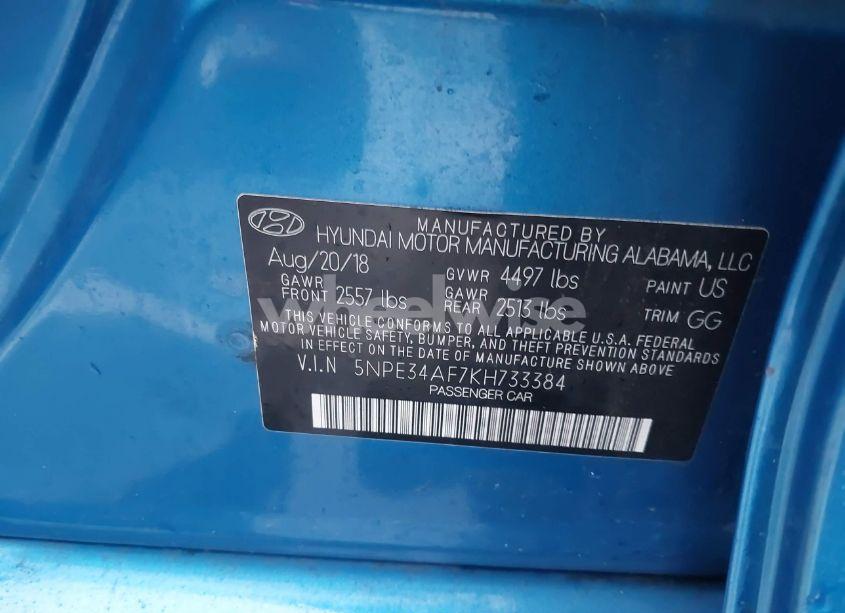 MANUFACTURED BY
HYUNDAI MOTOR MANUFACTURING ALABAMA, LLC
Aug/20/18 GVWR 4497 lbs PAINT US
GAWR FRONT 2557 lbs GAWR REAR 2513 lbs TRIM GG
THIS VEHICLE CONFORMS TO ALL APPLICABLE U.S.A. FEDERAL
MOTOR VEHICLE SAFETY, BUMPER, AND THEFT PREVENTION STANDARDS
IN EFFECT ON THE DATE OF MANUFACTURE SHOWN ABOVE
V.I.N 5NPE34AF7KH733384
PASSENGER CAR
wheelwise